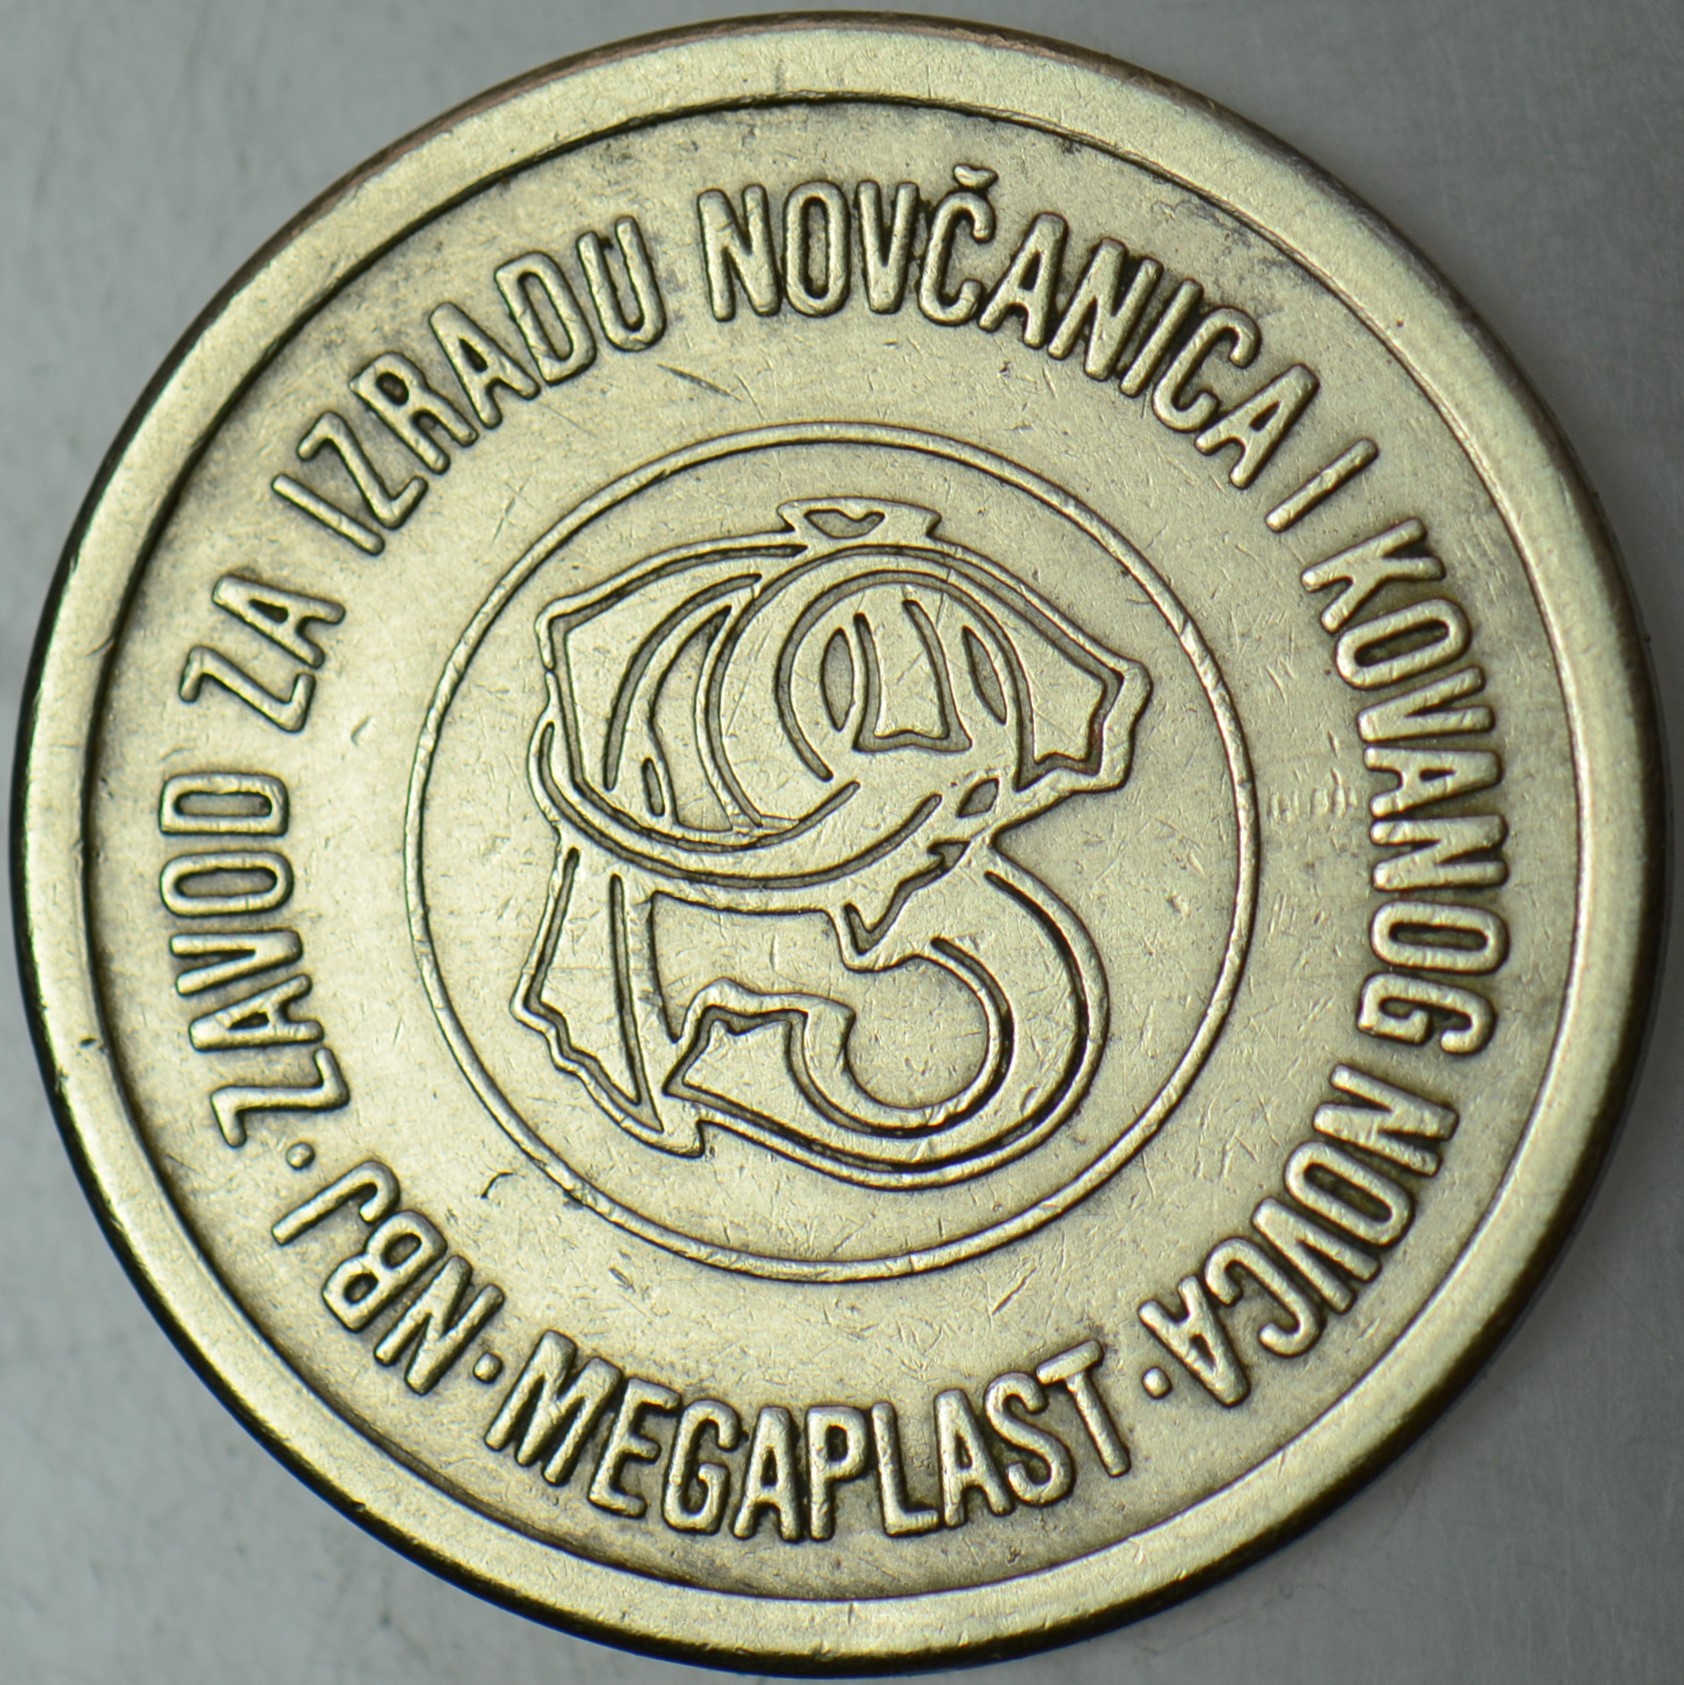 ZAVOD ZA IZRADU NOVČANICA I KOVANOG NOVCA · MEGAPLAST · NBJ ·